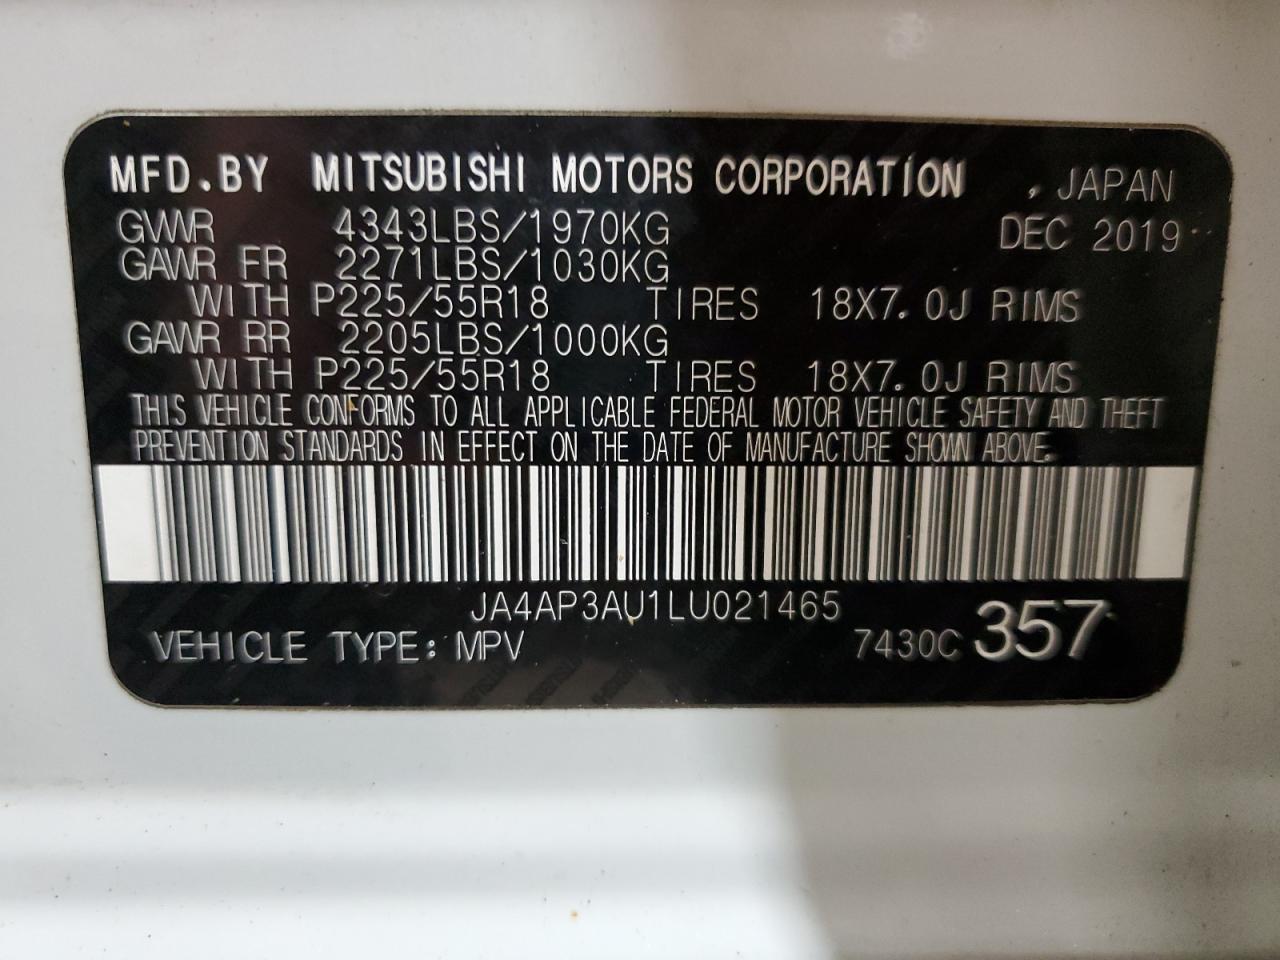 MFD.BY MITSUBISHI MOTORS CORPORATION , JAPAN
GVWR 4343LBS/1970KG DEC 2019
GAWR FR 2271LBS/1030KG
WITH P225/55R18 TIRES 18X7.0J RIMS
GAWR RR 2205LBS/1000KG
WITH P225/55R18 TIRES 18X7.0J RIMS
THIS VEHICLE CONFORMS TO ALL APPLICABLE FEDERAL MOTOR VEHICLE SAFETY AND THEFT
PREVENTION STANDARDS IN EFFECT ON THE DATE OF MANUFACTURE SHOWN ABOVE.
JA4AP3AU1LU021465
VEHICLE TYPE: MPV 7430C 357